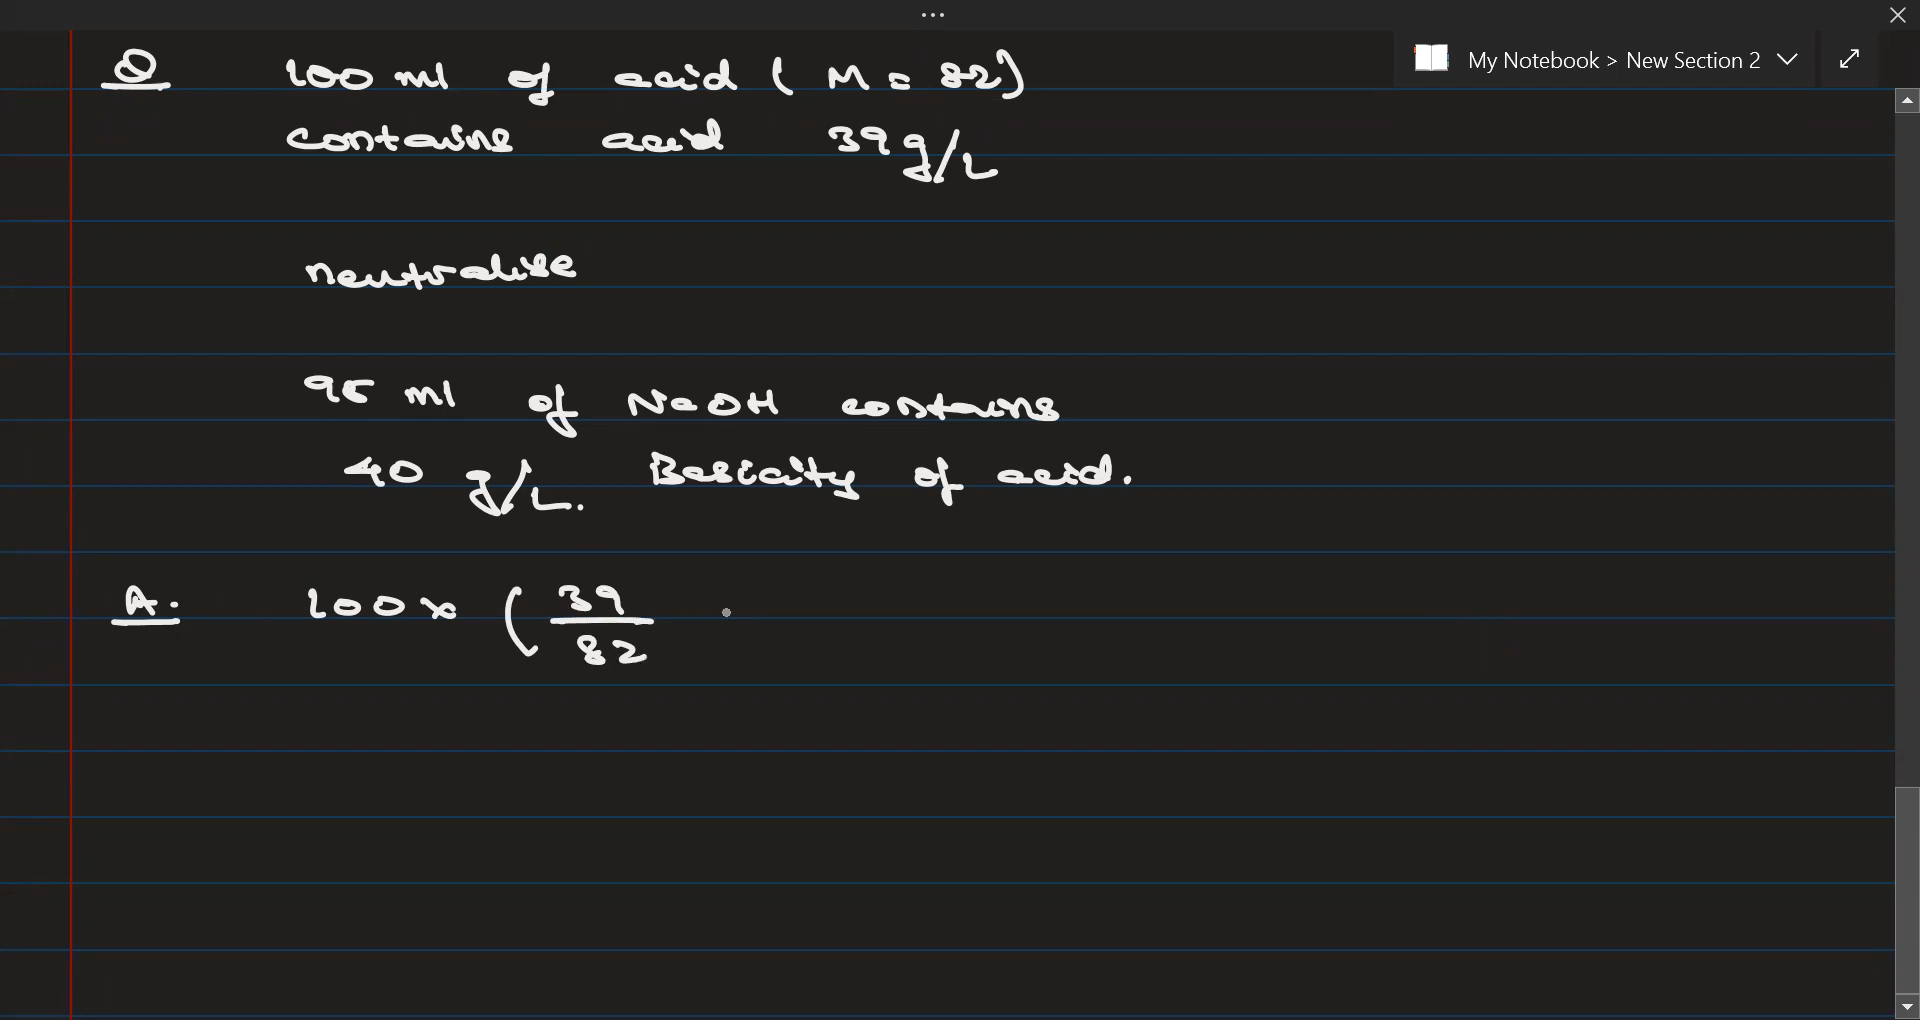 ...
My Notebook > New Section 2
Q 100 ml of acid ( M = 82)
contains acid 39 g/L
neutralise
95 ml of NaOH contains
40 g/L. Basicity of acid.
A. 100 x ( 39
82